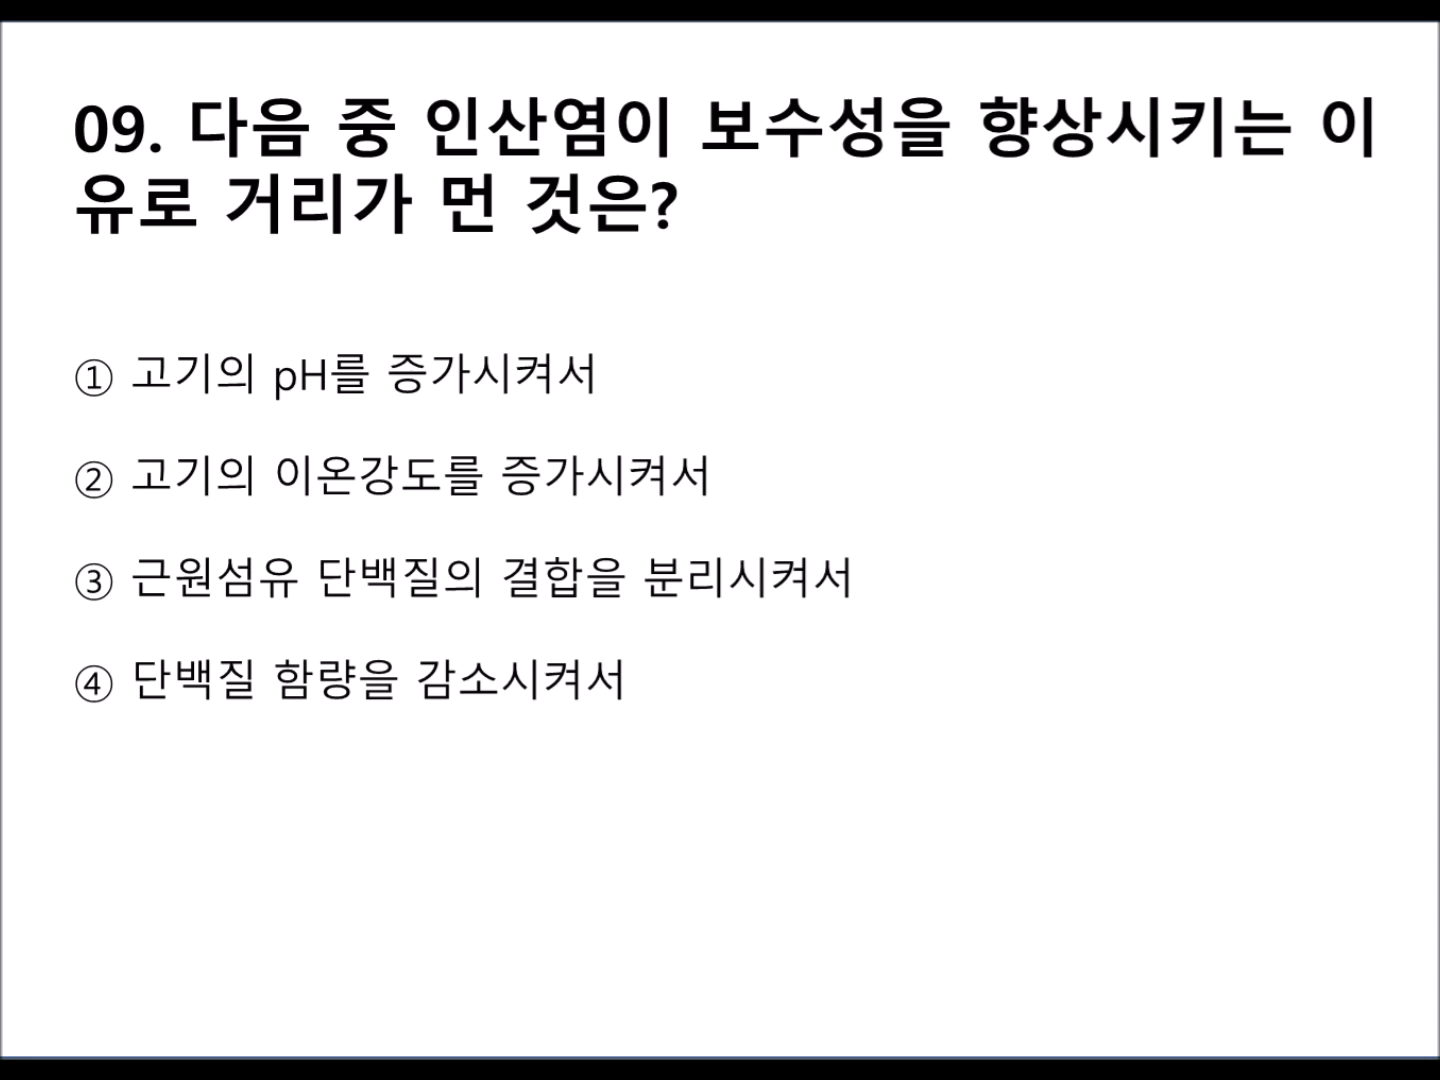 09. 다음 중 인산염이 보수성을 향상시키는 이
유로 거리가 먼 것은?
① 고기의 pH를 증가시켜서
② 고기의 이온강도를 증가시켜서
③ 근원섬유 단백질의 결합을 분리시켜서
④ 단백질 함량을 감소시켜서